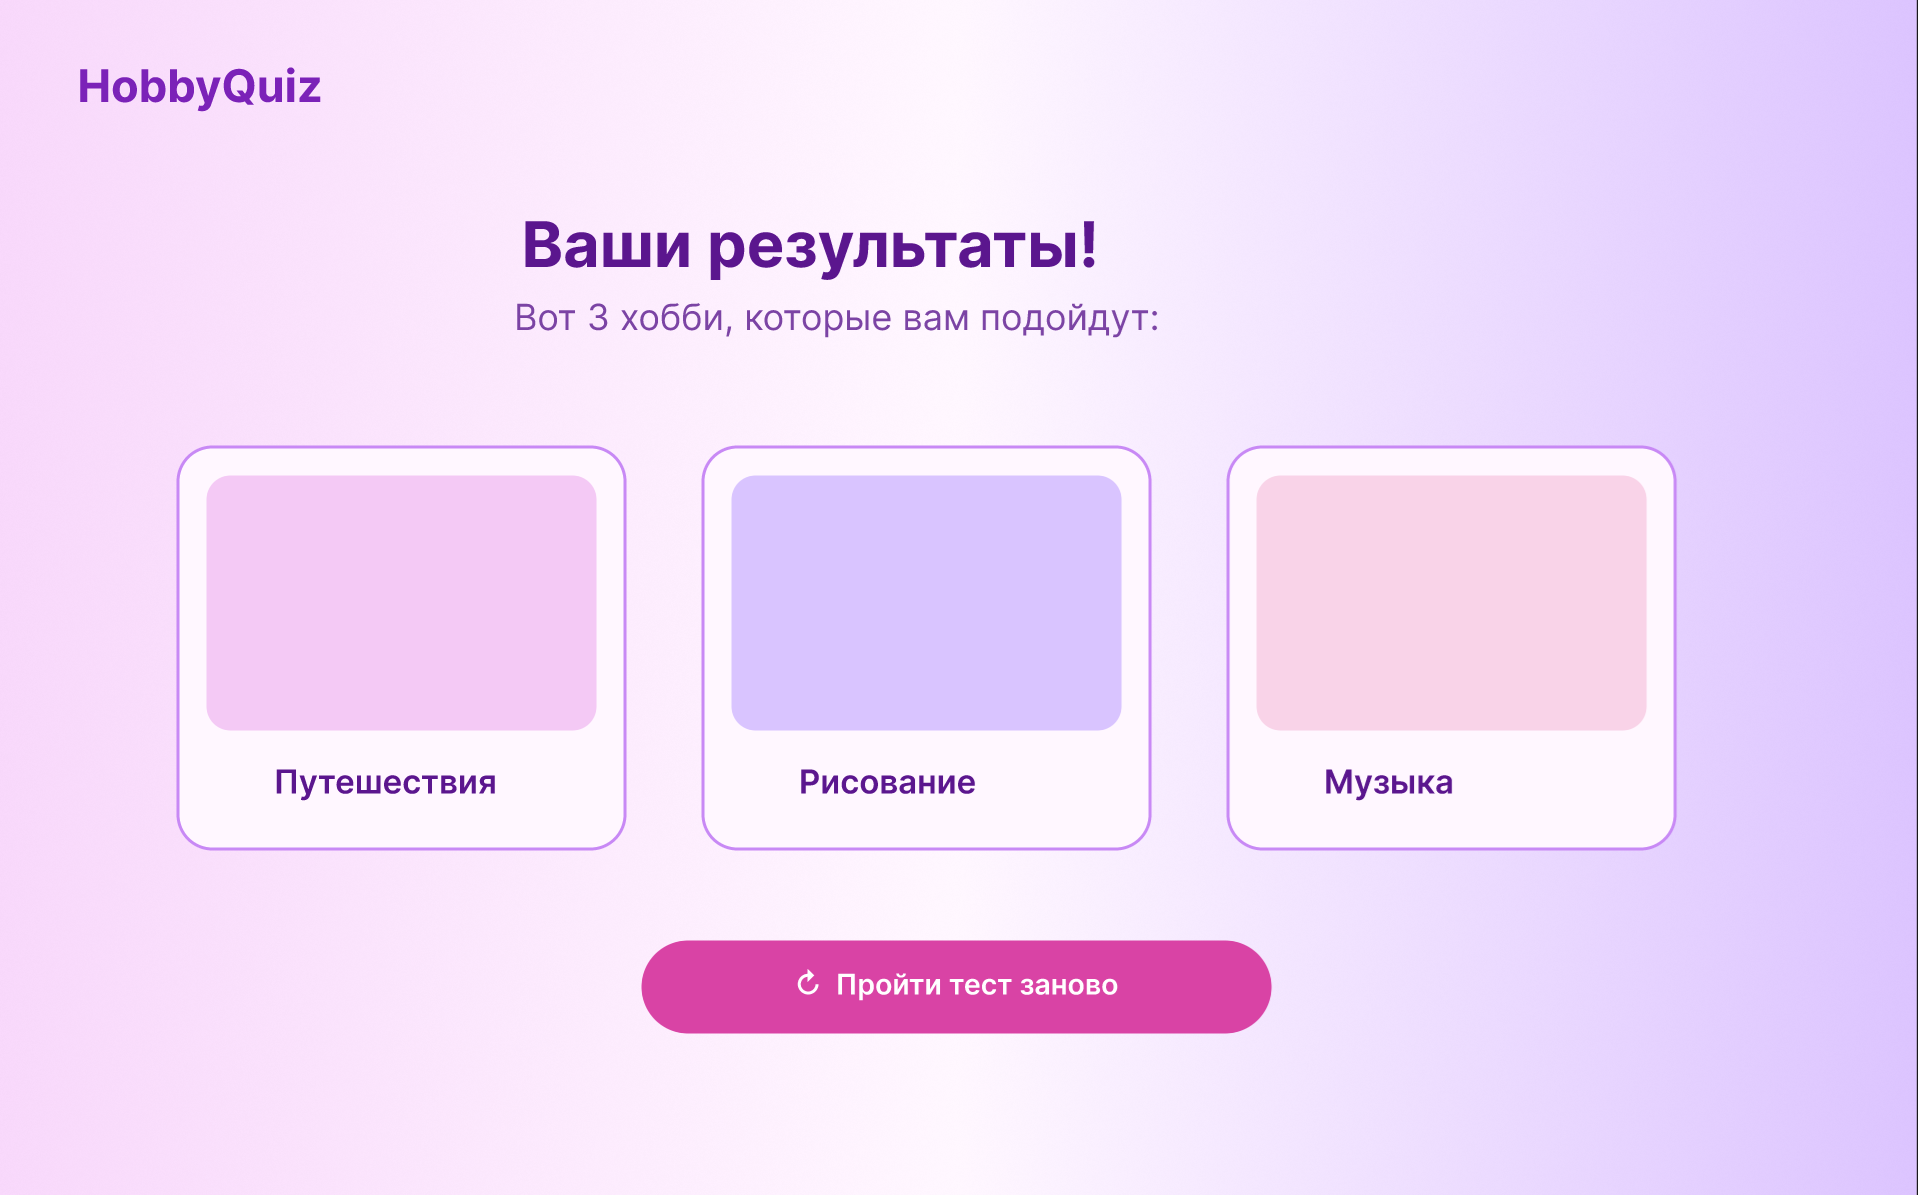 HobbyQuiz
Ваши результаты!
Вот 3 хобби, которые вам подойдут:
Путешествия
Рисование
Музыка
↻ Пройти тест заново